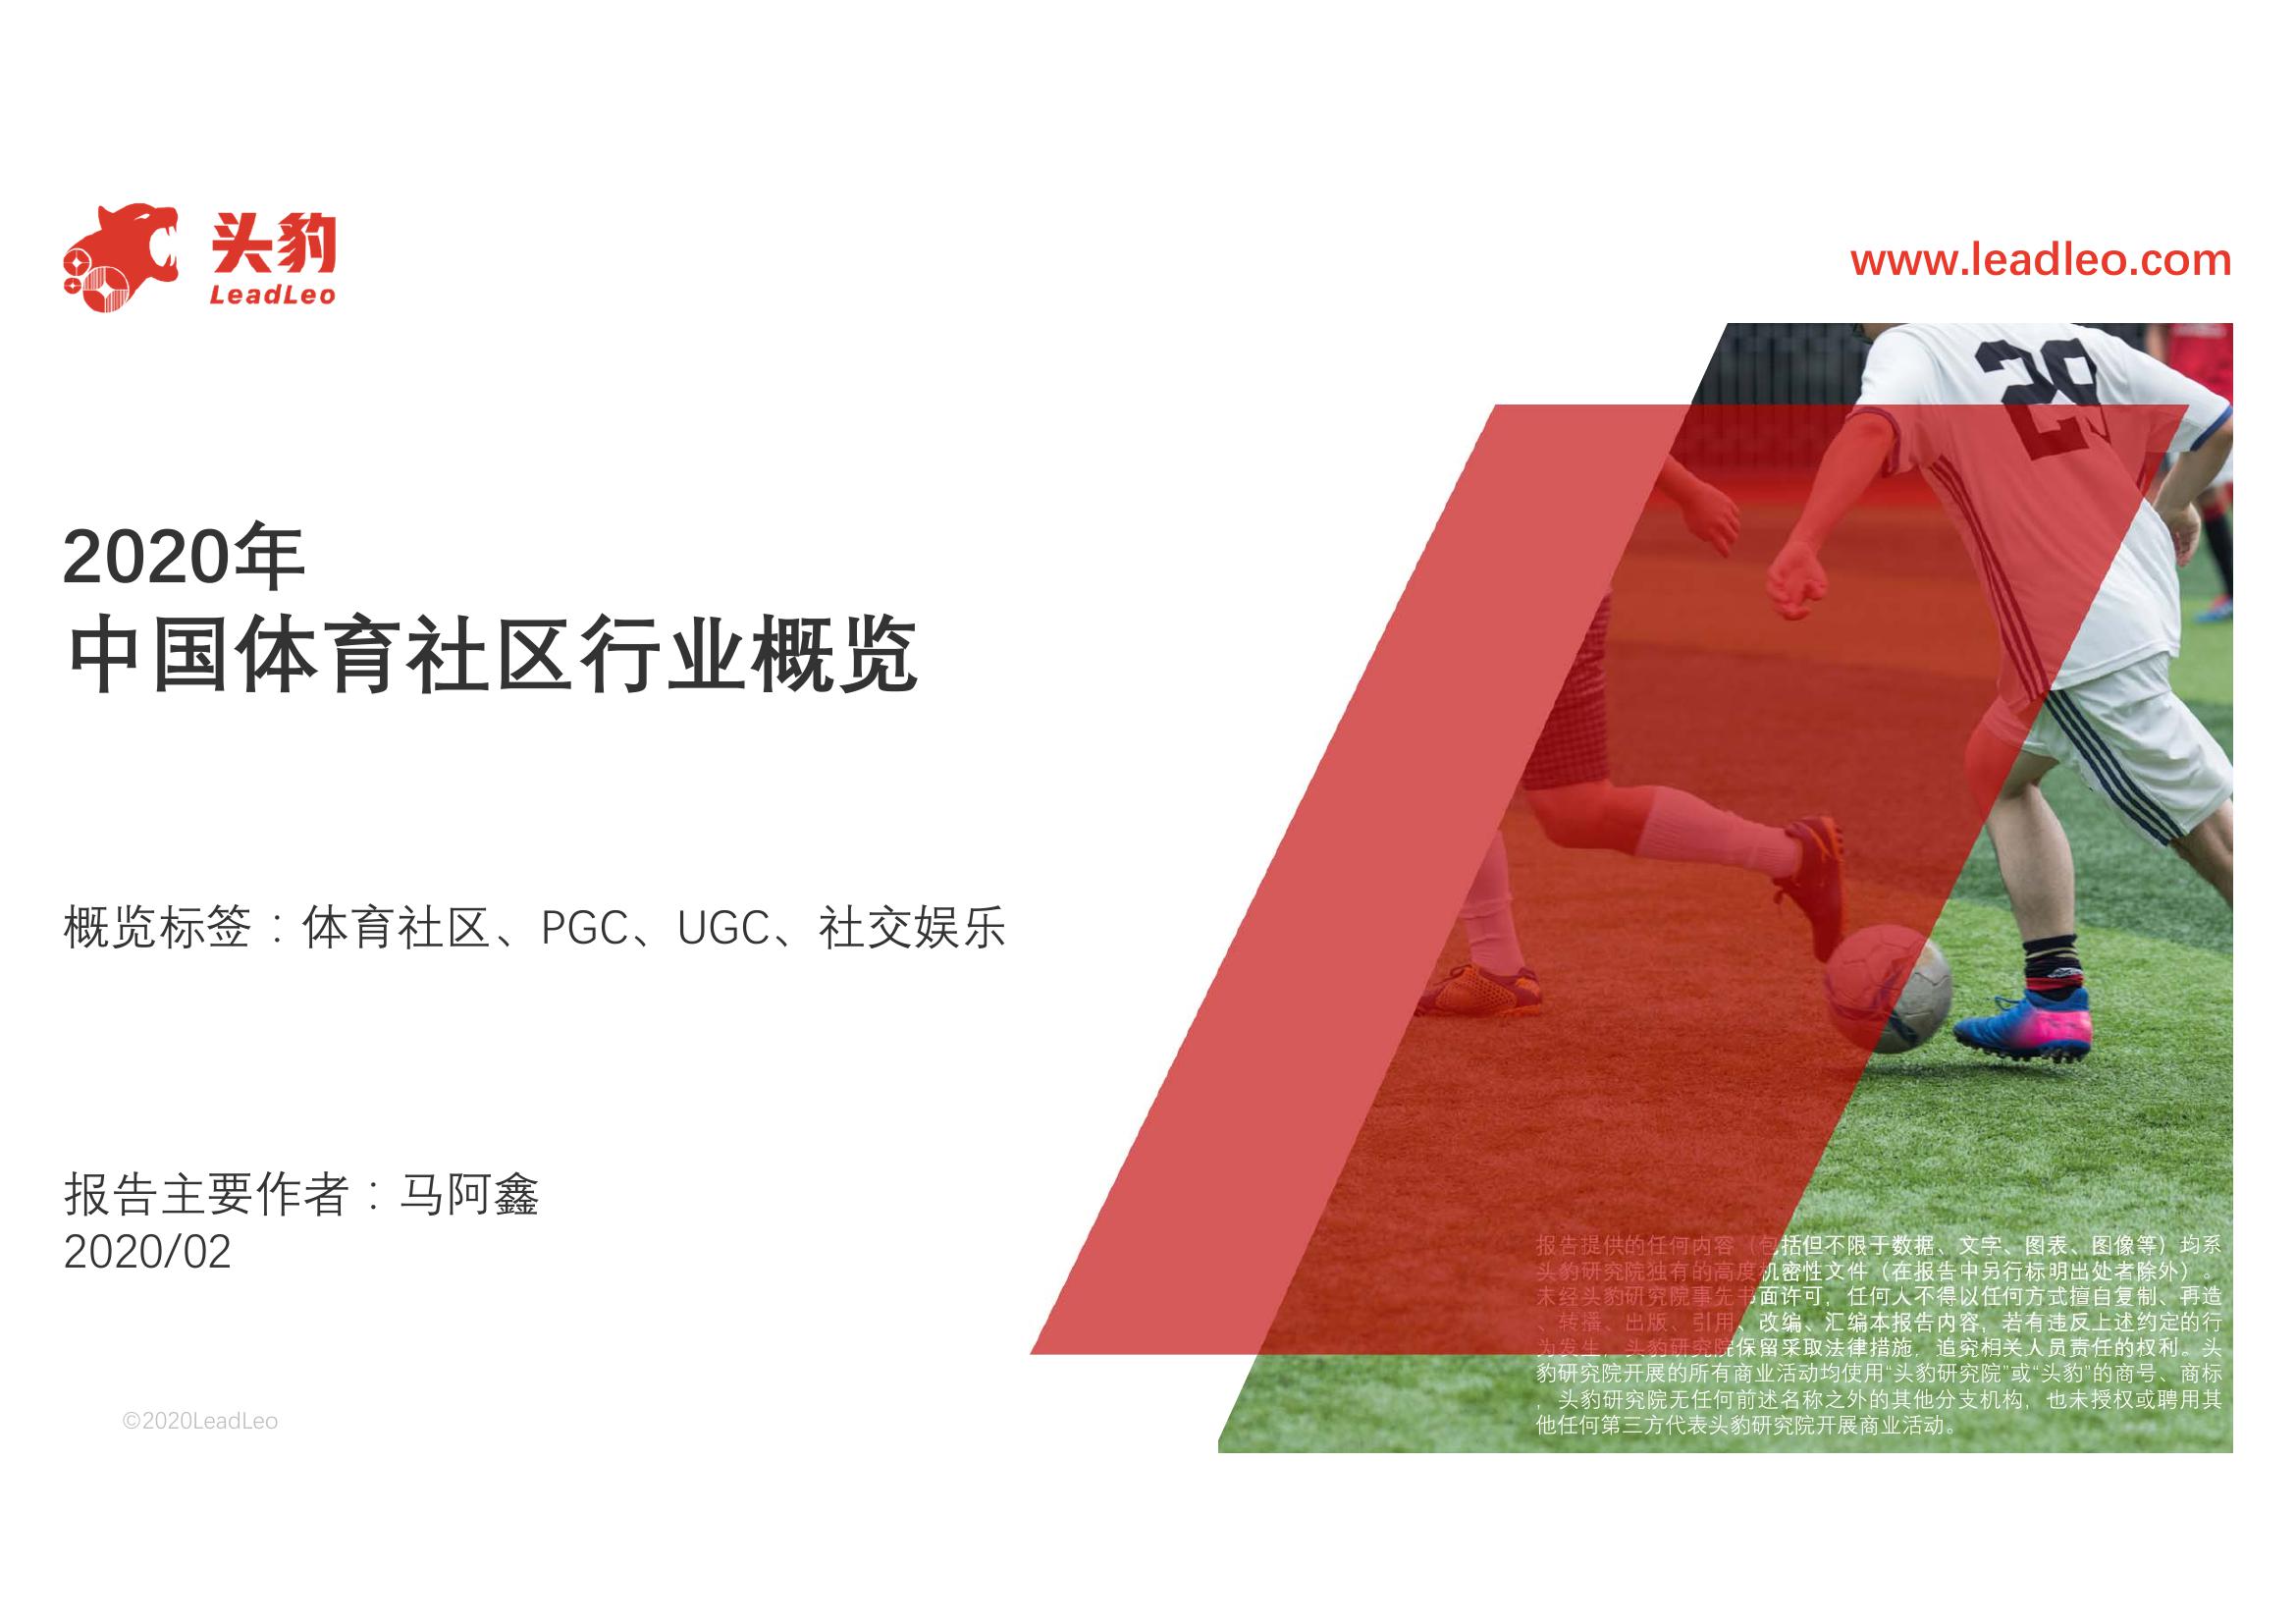 头豹
LeadLeo
www.leadleo.com
2020年
中国体育社区行业概览
概览标签：体育社区、PGC、UGC、社交娱乐
报告主要作者：马阿鑫
2020/02
28
报告提供的任何内容（包括但不限于数据、文字、图表、图像等）均系
头豹研究院独有的高度机密性文件（在报告中另行标明出处者除外）。
未经头豹研究院事先书面许可，任何人不得以任何方式擅自复制、再造
、转播、出版、引用、改编、汇编本报告内容，若有违反上述约定的行
为发生，头豹研究院保留采取法律措施，追究相关人员责任的权利。头
豹研究院开展的所有商业活动均使用“头豹研究院”或“头豹”的商号、商标
，头豹研究院无任何前述名称之外的其他分支机构，也未授权或聘用其
他任何第三方代表头豹研究院开展商业活动。
©2020LeadLeo